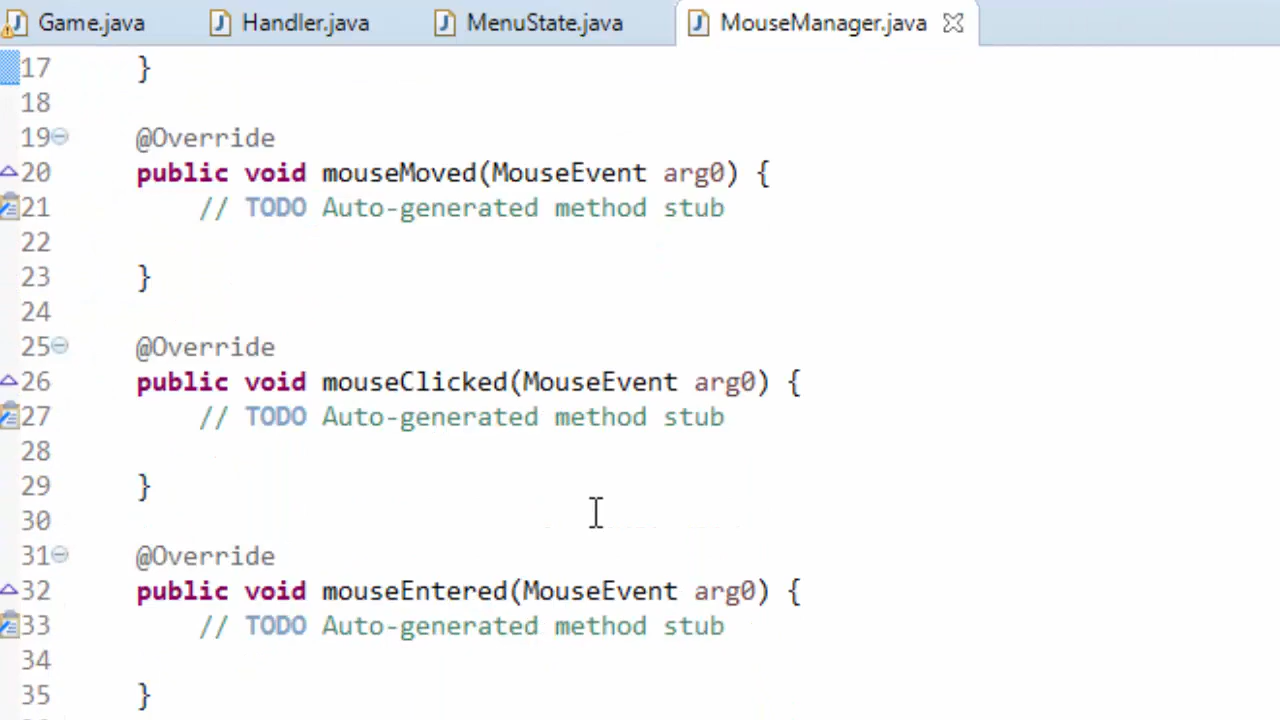 Game.java Handler.java MenuState.java MouseManager.java
17 }
18
19 @Override
20 public void mouseMoved(MouseEvent arg0) {
21 // TODO Auto-generated method stub
22
23 }
24
25 @Override
26 public void mouseClicked(MouseEvent arg0) {
27 // TODO Auto-generated method stub
28
29 }
30
31 @Override
32 public void mouseEntered(MouseEvent arg0) {
33 // TODO Auto-generated method stub
34
35 }